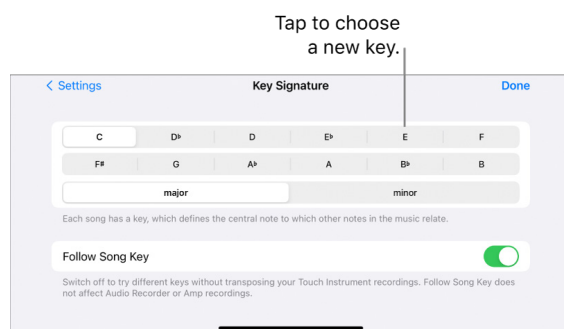 Tap to choose
a new key.
Settings Key Signature Done
C D♭ D E♭ E F
F♯ G A♭ A B♭ B
major minor
Each song has a key, which defines the central note to which other notes in the music relate.
Follow Song Key
Switch off to try different keys without transposing your Touch Instrument recordings. Follow Song Key does
not affect Audio Recorder or Amp recordings.